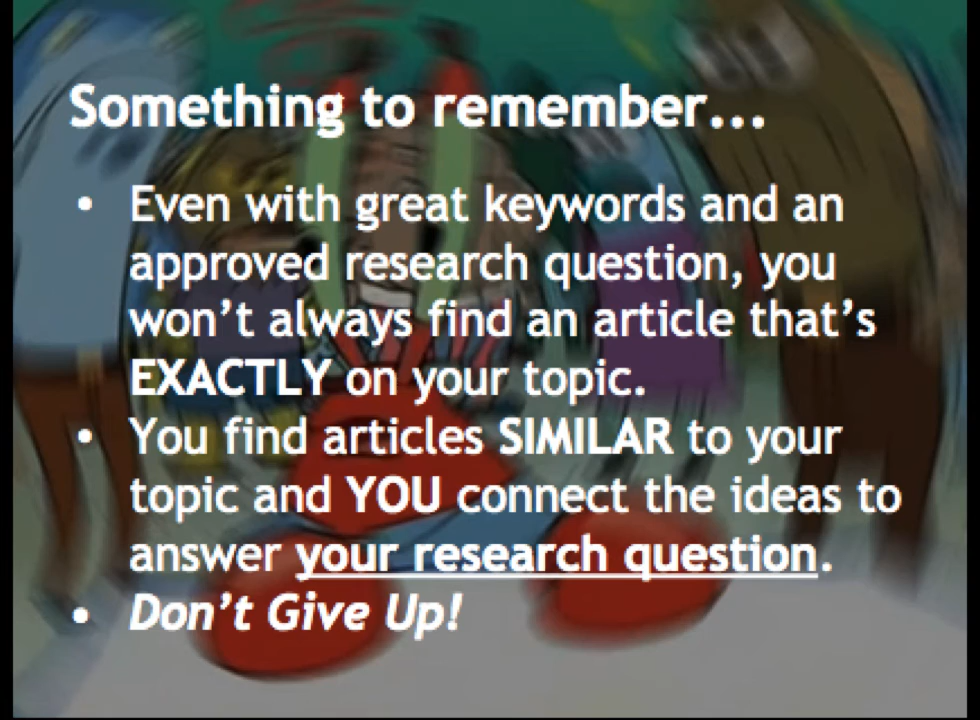 Something to remember...
• Even with great keywords and an
approved research question, you
won't always find an article that's
EXACTLY on your topic.
• You find articles SIMILAR to your
topic and YOU connect the ideas to
answer your research question.
• Don't Give Up!